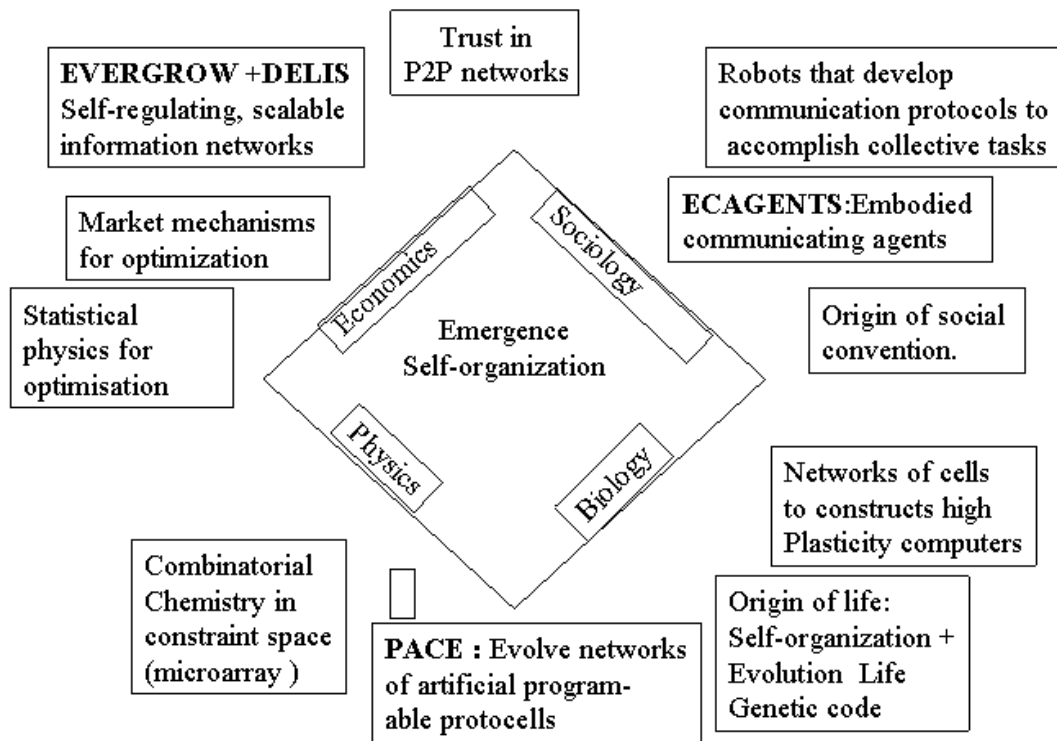 Trust in
P2P networks
EVERGROW +DELIS
Self-regulating, scalable
information networks
Robots that develop
communication protocols to
accomplish collective tasks
Market mechanisms
for optimization
ECAGENTS:Embodied
communicating agents
Economics
Sociology
Statistical
physics for
optimisation
Emergence
Self-organization
Origin of social
convention.
Physics
Biology
Networks of cells
to constructs high
Plasticity computers
Combinatorial
Chemistry in
constraint space
(microarray )
PACE : Evolve networks
of artificial program-
able protocells
Origin of life:
Self-organization +
Evolution Life
Genetic code